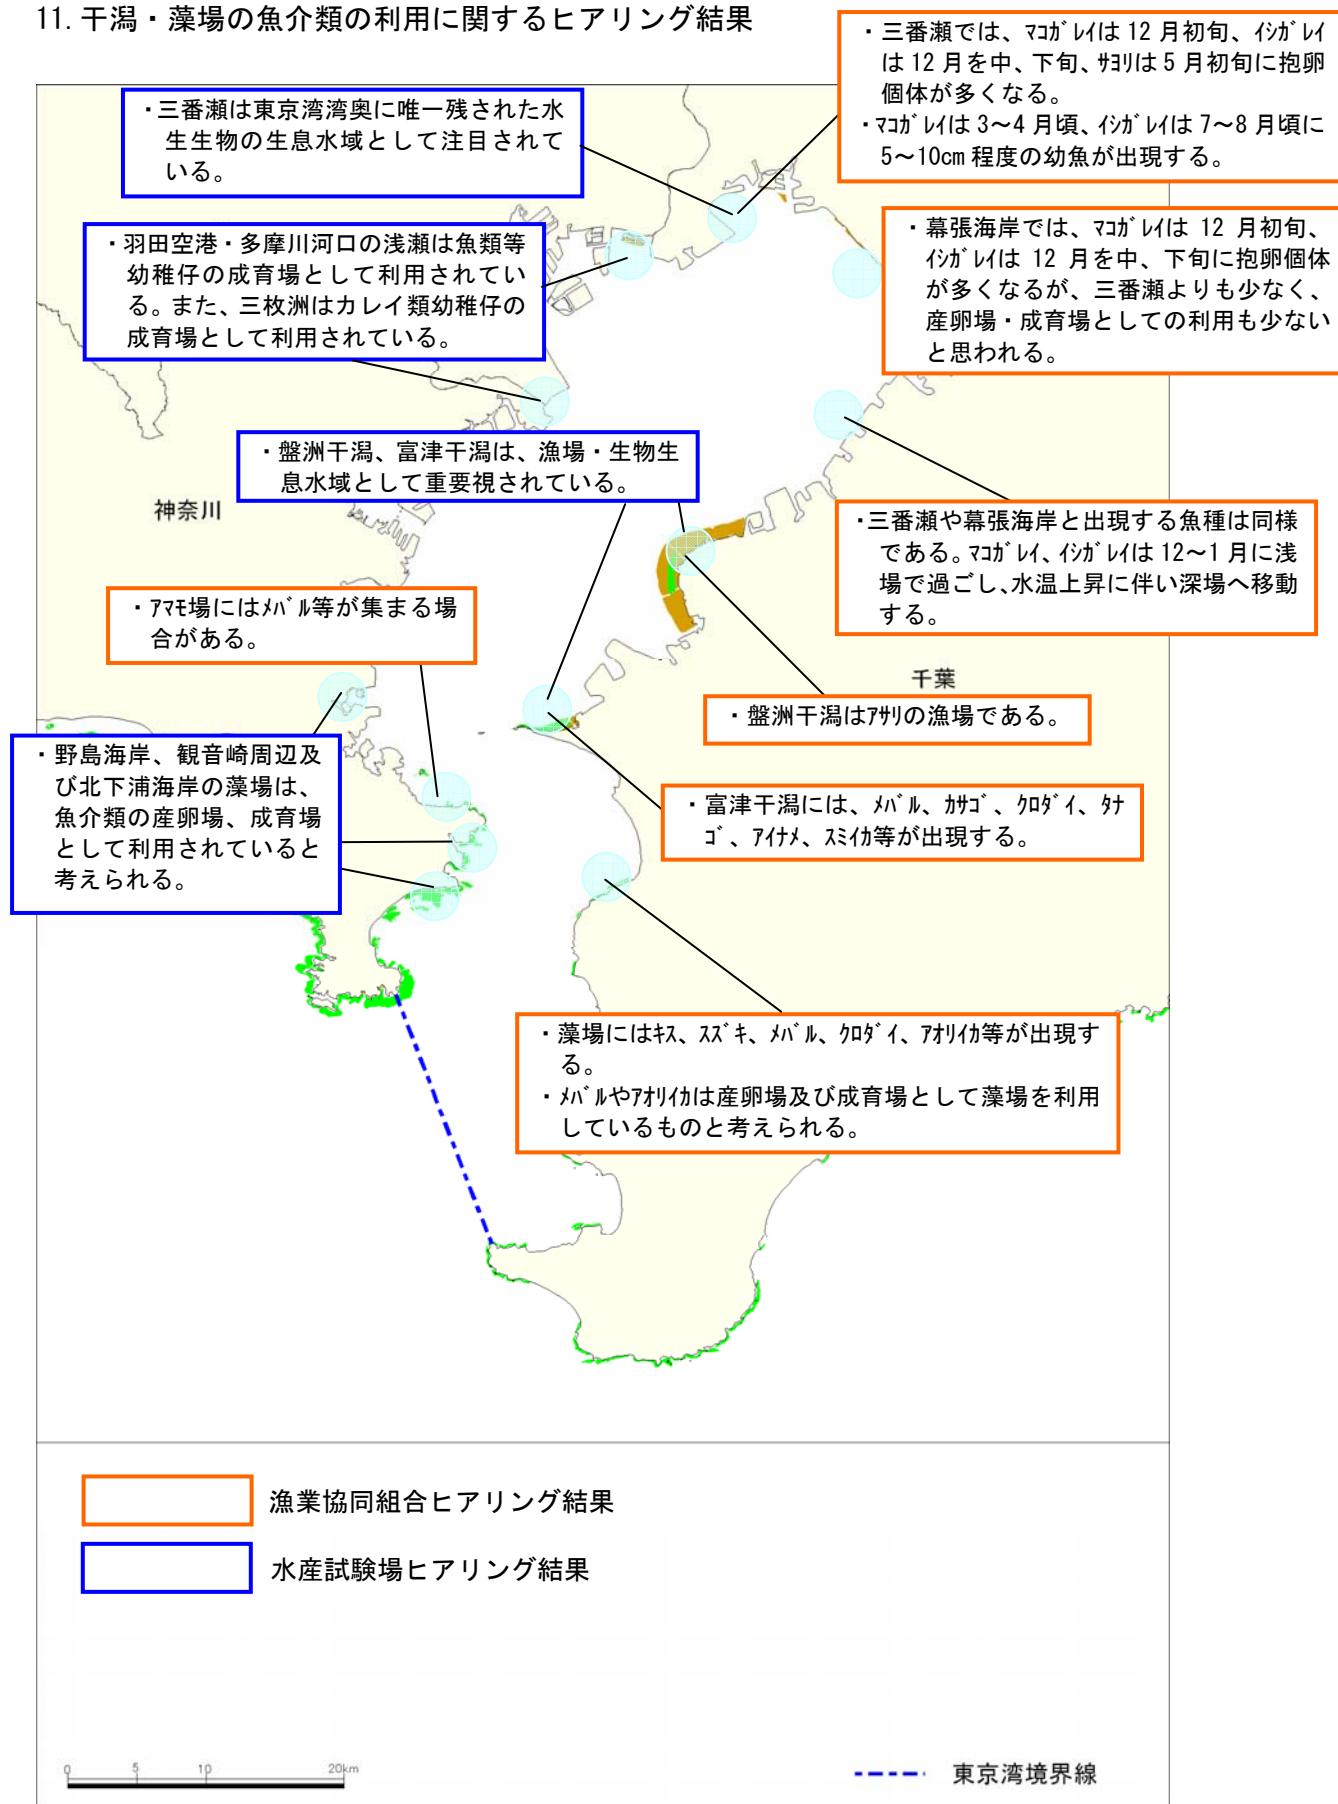 11. 干潟・藻場の魚介類の利用に関するヒアリング結果
・三番瀬では、ﾏｺｶﾞﾚｲは 12 月初旬、ｲｼｶﾞﾚｲ
は 12 月を中、下旬、ｻﾖﾘは 5 月初旬に抱卵
個体が多くなる。
・ﾏｺｶﾞﾚｲは 3～4 月頃、ｲｼｶﾞﾚｲは 7～8 月頃に
5～10㎝程度の幼魚が出現する。
・三番瀬は東京湾湾奥に唯一残された水
生生物の生息水域として注目されて
いる。
・羽田空港・多摩川河口の浅瀬は魚類等
幼稚仔の成育場として利用されてい
る。また、三枚洲はカレイ類幼稚仔の
成育場として利用されている。
・幕張海岸では、ﾏｺｶﾞﾚｲは 12 月初旬、
ｲｼｶﾞﾚｲは 12 月を中、下旬に抱卵個体
が多くなるが、三番瀬よりも少なく、
産卵場・成育場としての利用も少ない
と思われる。
・盤洲干潟、富津干潟は、漁場・生物生
息水域として重要視されている。
神奈川
・三番瀬や幕張海岸と出現する魚種は同様
である。ﾏｺｶﾞﾚｲ、ｲｼｶﾞﾚｲは 12～1 月に浅
場で過ごし、水温上昇に伴い深場へ移動
する。
・ｱﾏﾓ場にはﾒﾊﾞﾙ等が集まる場
合がある。
千葉
・盤洲干潟はｱｻﾘの漁場である。
・野島海岸、観音崎周辺及
び北下浦海岸の藻場は、
魚介類の産卵場、成育場
として利用されていると
考えられる。
・富津干潟には、ﾒﾊﾞﾙ、ｶｻｺﾞ、ｸﾛﾀﾞｲ、ﾀﾅ
ｺﾞ、ｱｲﾅﾒ、ｽﾐｲｶ等が出現する。
・藻場にはｷｽ、ｽｽﾞｷ、ﾒﾊﾞﾙ、ｸﾛﾀﾞｲ、ｱｵﾘｲｶ等が出現す
る。
・ﾒﾊﾞﾙやｱｵﾘｲｶは産卵場及び成育場として藻場を利用
しているものと考えられる。
漁業協同組合ヒアリング結果
水産試験場ヒアリング結果
0 5 10 20km
東京湾境界線